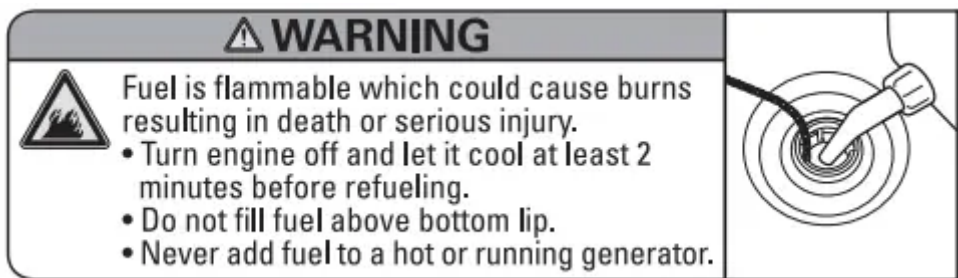 ⚠ WARNING
Fuel is flammable which could cause burns
resulting in death or serious injury.
• Turn engine off and let it cool at least 2
minutes before refueling.
• Do not fill fuel above bottom lip.
• Never add fuel to a hot or running generator.